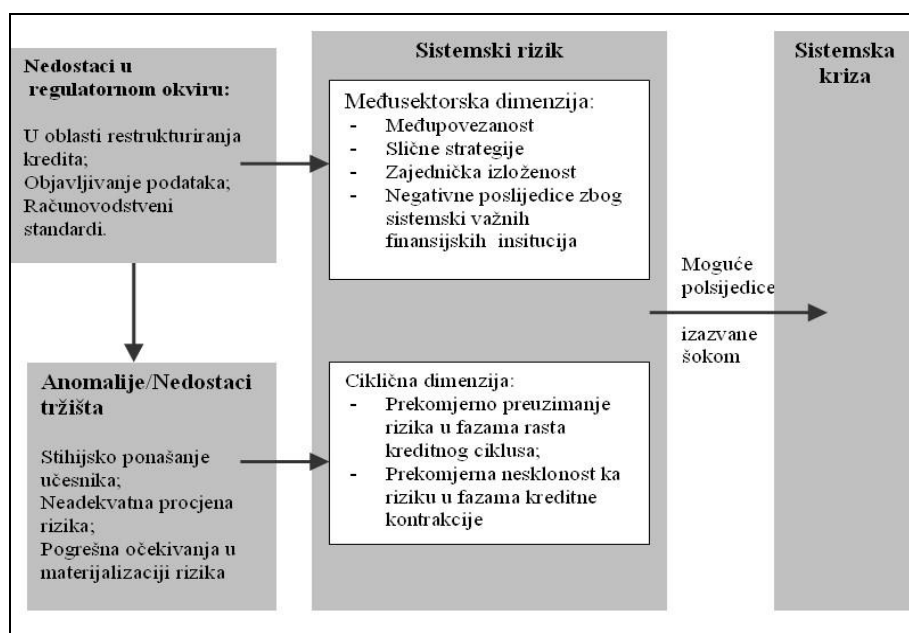 Nedostaci u
regulatornom okviru:
U oblasti restrukturiranja
kredita;
Objavljivanje podataka;
Računovodstveni
standardi.
Anomalije/Nedostaci
tržišta
Stihijsko ponašanje
učesnika;
Neadekvatna procjena
rizika;
Pogrešna očekivanja u
materijalizaciji rizika
Sistemski rizik
Međusektorska dimenzija:
- Međupovezanost
- Slične strategije
- Zajednička izloženost
- Negativne poslijedice zbog
sistemski važnih
finansijskih insitucija
Ciklična dimenzija:
- Prekomjerno preuzimanje
rizika u fazama rasta
kreditnog ciklusa;
- Prekomjerna nesklonost ka
riziku u fazama kreditne
kontrakcije
Moguće
polsijedice
izazvane
šokom
Sistemska
kriza